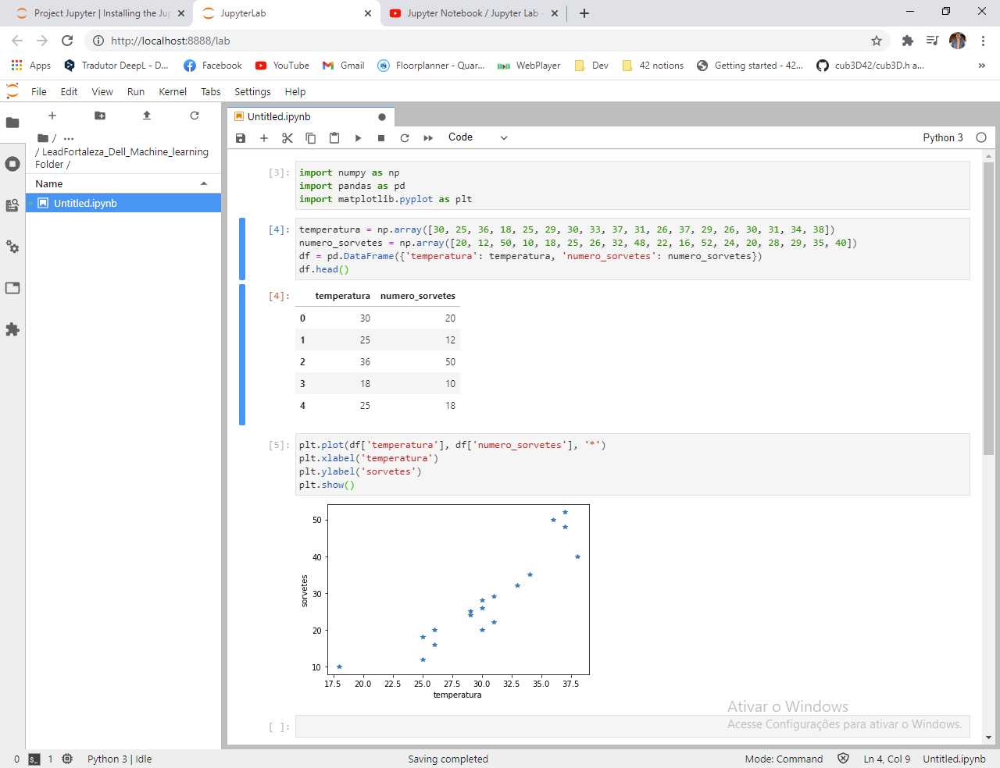 Project Jupyter | Installing the Jup
JupyterLab
Jupyter Notebook / Jupyter Lab -
http://localhost:8888/lab
Apps
Tradutor DeepL - D...
Facebook
YouTube
Gmail
Floorplanner - Quar...
WebPlayer
Dev
42 notions
Getting started - 42...
cub3D42/cub3D.h a...
»
File Edit View Run Kernel Tabs Settings Help
/ ...
/ LeadFortaleza_Dell_Machine_learning
Folder /
Name
Untitled.ipynb
Untitled.ipynb
Code
Python 3
[3]:
import numpy as np
import pandas as pd
import matplotlib.pyplot as plt
[4]:
temperatura = np.array([30, 25, 36, 18, 25, 29, 30, 33, 37, 31, 26, 37, 29, 26, 30, 31, 34, 38])
numero_sorvetes = np.array([20, 12, 50, 10, 18, 25, 26, 32, 48, 22, 16, 52, 24, 20, 28, 29, 35, 40])
df = pd.DataFrame({'temperatura': temperatura, 'numero_sorvetes': numero_sorvetes})
df.head()
[4]:
temperatura numero_sorvetes
0 30 20
1 25 12
2 36 50
3 18 10
4 25 18
[5]:
plt.plot(df['temperatura'], df['numero_sorvetes'], '*')
plt.xlabel('temperatura')
plt.ylabel('sorvetes')
plt.show()
50
40
30
20
10
sorvetes
17.5 20.0 22.5 25.0 27.5 30.0 32.5 35.0 37.5
temperatura
[ ]:
Ativar o Windows
Acesse Configurações para ativar o Windows.
0
$_
1
Python 3 | Idle
Saving completed
Mode: Command
Ln 4, Col 9
Untitled.ipynb